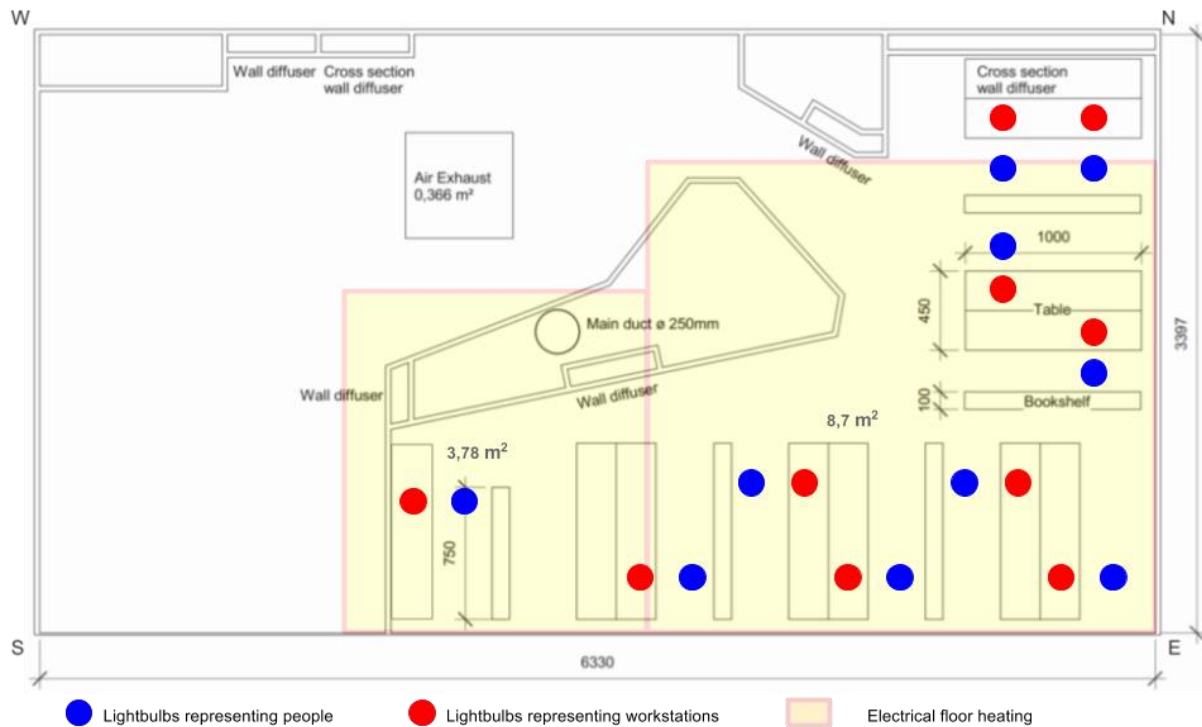 W
N
Wall diffuser
Cross section
wall diffuser
Cross section
wall diffuser
Wall diffuser
Air Exhaust
0,366 m²
1000
450
Table
3397
Main duct ø 250mm
Wall diffuser
Wall diffuser
100
Bookshelf
8,7 m²
3,78 m²
750
S
E
6330
Lightbulbs representing people
Lightbulbs representing workstations
Electrical floor heating